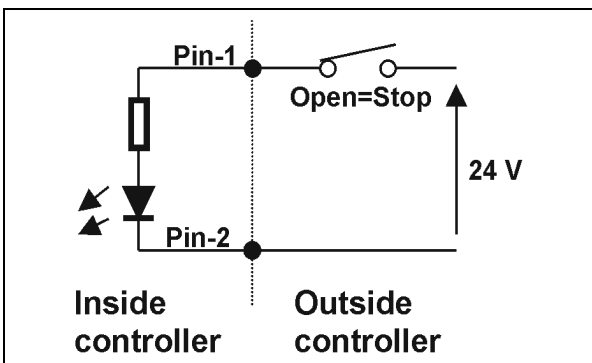 Pin-1
Open=Stop
24 V
Pin-2
Inside
controller
Outside
controller